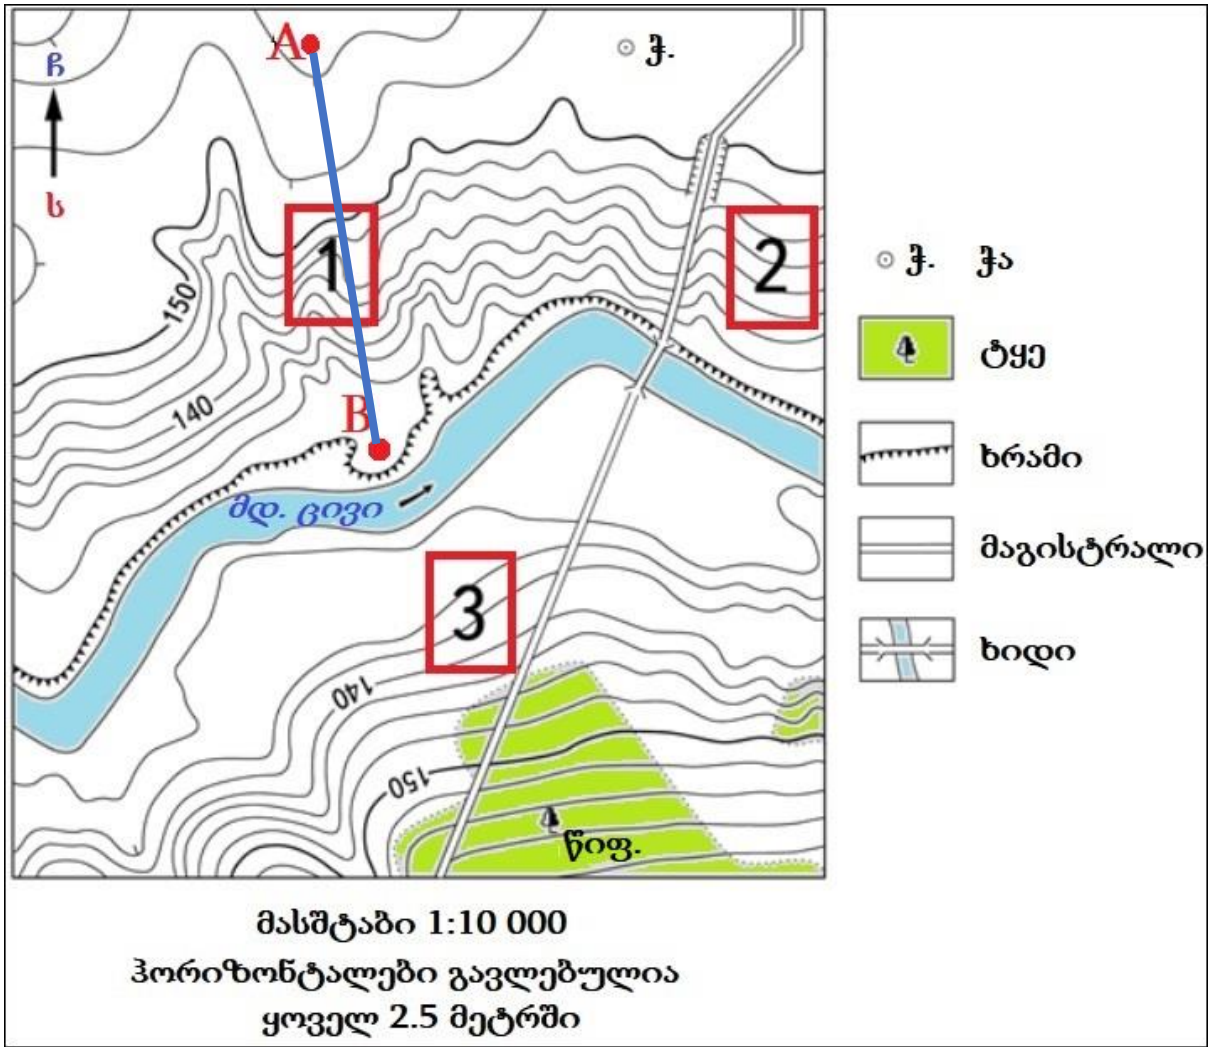 A
ჩ
ს
ჭ.
1
2
150
140
B
მდ. ცივი
3
140
150
წიფ.
ჭ. ჭა
ტყე
ხრამი
მაგისტრალი
ხიდი
მასშტაბი 1:10 000
ჰორიზონტალები გავლებულია
ყოველ 2.5 მეტრში